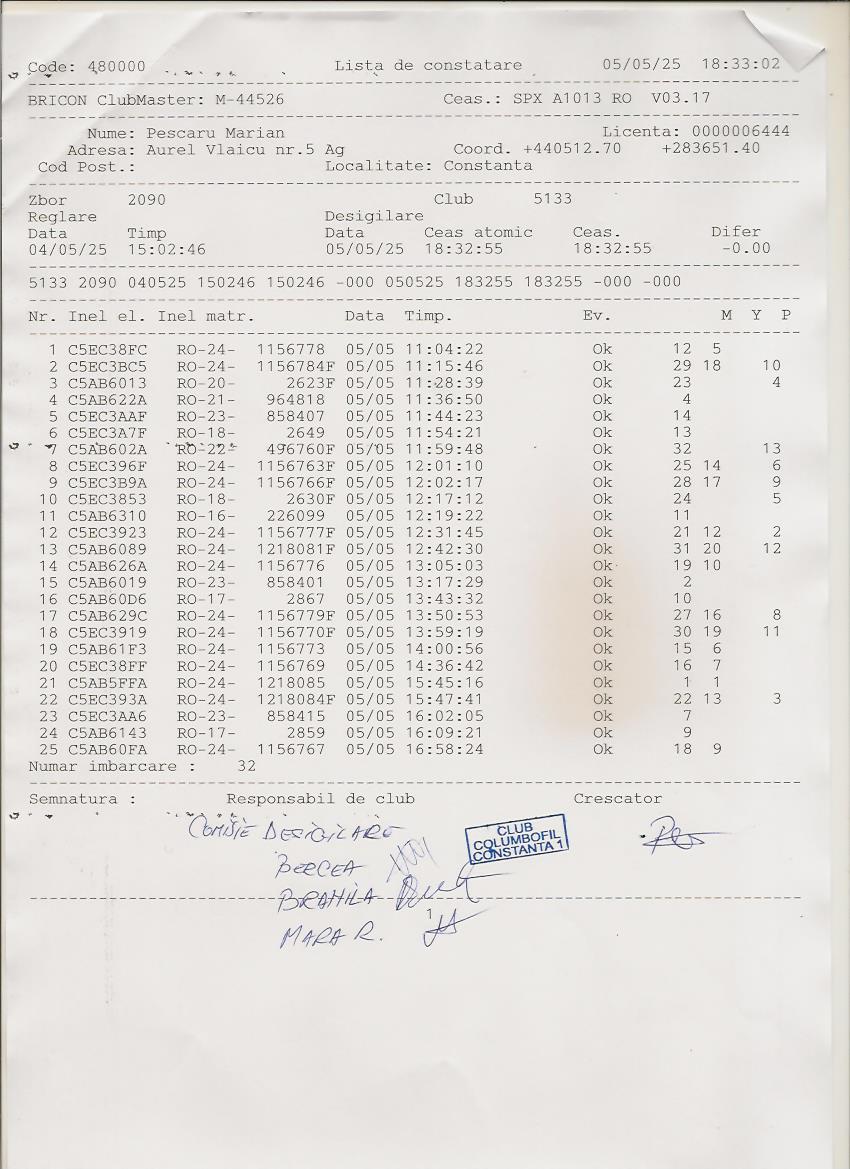 Code: 480000 Lista de constatare 05/05/25 18:33:02
BRICON ClubMaster: M-44526 Ceas.: SPX A1013 RO V03.17
Nume: Pescaru Marian Licenta: 0000006444
Adresa: Aurel Vlaicu nr.5 Ag Coord. +440512.70 +283651.40
Cod Post.: Localitate: Constanta
Zbor 2090 Club 5133
Reglare Desigilare
Data Timp Data Ceas atomic Ceas. Difer
04/05/25 15:02:46 05/05/25 18:32:55 18:32:55 -0.00
5133 2090 040525 150246 150246 -000 050525 183255 183255 -000 -000
Nr. Inel el. Inel matr. Data Timp. Ev. M Y P
1 C5EC38FC RO-24- 1156778 05/05 11:04:22 Ok 12 5
2 C5EC3BC5 RO-24- 1156784F 05/05 11:15:46 Ok 29 18 10
3 C5AB6013 RO-20- 2623F 05/05 11:28:39 Ok 23 4
4 C5AB622A RO-21- 964818 05/05 11:36:50 Ok 4
5 C5EC3AAF RO-23- 858407 05/05 11:44:23 Ok 14
6 C5EC3A7F RO-18- 2649 05/05 11:54:21 Ok 13
7 C5AB602A RO-22- 496760F 05/05 11:59:48 Ok 32 13
8 C5EC396F RO-24- 1156763F 05/05 12:01:10 Ok 25 14 6
9 C5EC3B9A RO-24- 1156766F 05/05 12:02:17 Ok 28 17 9
10 C5EC3853 RO-18- 2630F 05/05 12:17:12 Ok 24 5
11 C5AB6310 RO-16- 226099 05/05 12:19:22 Ok 11
12 C5EC3923 RO-24- 1156777F 05/05 12:31:45 Ok 21 12 2
13 C5AB6089 RO-24- 1218081F 05/05 12:42:30 Ok 31 20 12
14 C5AB626A RO-24- 1156776 05/05 13:05:03 Ok 19 10
15 C5AB6019 RO-23- 858401 05/05 13:17:29 Ok 2
16 C5AB60D6 RO-17- 2867 05/05 13:43:32 Ok 10
17 C5AB629C RO-24- 1156779F 05/05 13:50:53 Ok 27 16 8
18 C5EC3919 RO-24- 1156770F 05/05 13:59:19 Ok 30 19 11
19 C5AB61F3 RO-24- 1156773 05/05 14:00:56 Ok 15 6
20 C5EC38FF RO-24- 1156769 05/05 14:36:42 Ok 16 7
21 C5AB5FFA RO-24- 1218085 05/05 15:45:16 Ok 1 1
22 C5EC393A RO-24- 1218084F 05/05 15:47:41 Ok 22 13 3
23 C5EC3AA6 RO-23- 858415 05/05 16:02:05 Ok 7
24 C5AB6143 RO-17- 2859 05/05 16:09:21 Ok 9
25 C5AB60FA RO-24- 1156767 05/05 16:58:24 Ok 18 9
Numar imbarcare : 32
Semnatura : Responsabil de club Crescator
COMISIE DESIGILARE
CLUB
COLUMBOFIL
CONSTANTA 1
BERCEA
BRAHILA
1
MARA R.